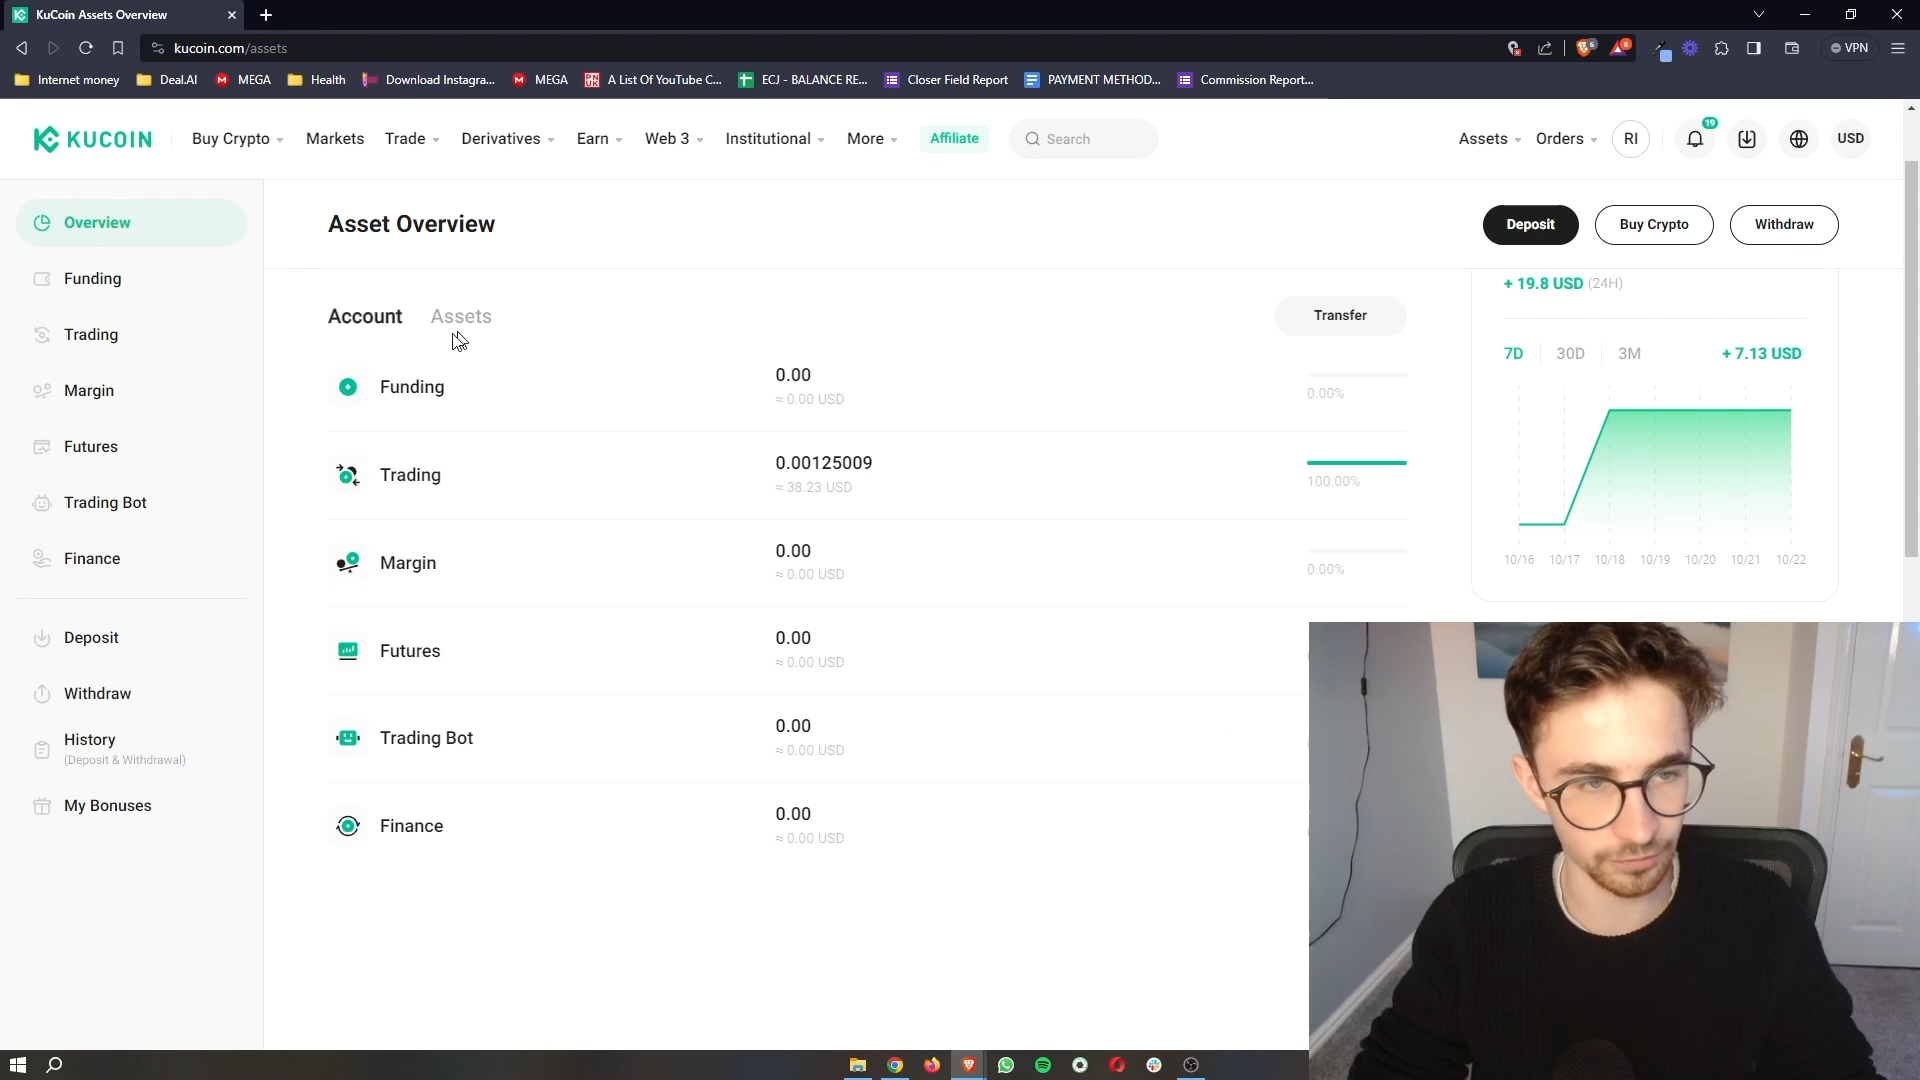 KuCoin Assets Overview
kucoin.com/assets
VPN
Internet money
Deal.AI
MEGA
Health
Download Instagra...
MEGA
A List Of YouTube C...
ECJ - BALANCE RE...
Closer Field Report
PAYMENT METHOD...
Commission Report...
KUCOIN
Buy Crypto
Markets
Trade
Derivatives
Earn
Web 3
Institutional
More
Affiliate
Search
Assets
Orders
RI
19
USD
Overview
Funding
Trading
Margin
Futures
Trading Bot
Finance
Deposit
Withdraw
History
(Deposit & Withdrawal)
My Bonuses
Asset Overview
Deposit
Buy Crypto
Withdraw
Account
Assets
Transfer
Funding
0.00
≈ 0.00 USD
0.00%
Trading
0.00125009
≈ 38.23 USD
100.00%
Margin
0.00
≈ 0.00 USD
0.00%
Futures
0.00
≈ 0.00 USD
Trading Bot
0.00
≈ 0.00 USD
Finance
0.00
≈ 0.00 USD
+ 19.8 USD (24H)
7D
30D
3M
+ 7.13 USD
10/16 10/17 10/18 10/19 10/20 10/21 10/22